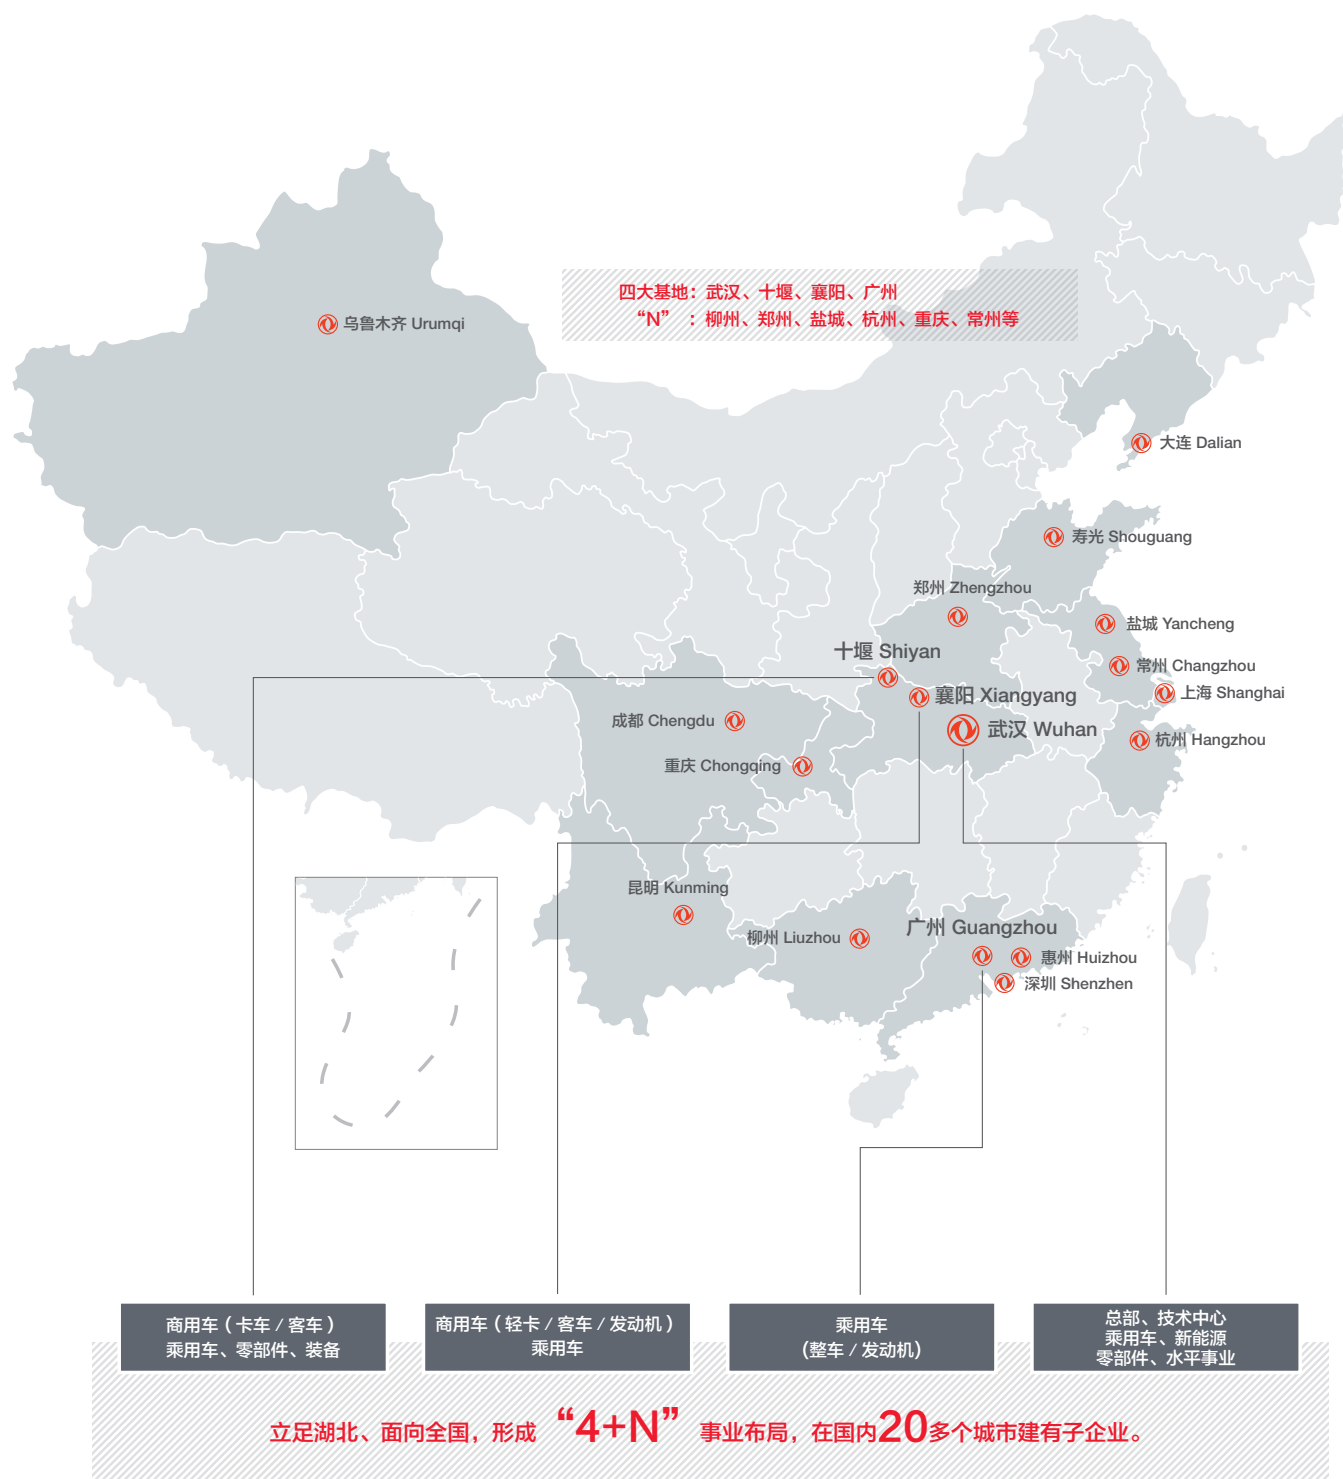 四大基地：武汉、十堰、襄阳、广州
“N” ：柳州、郑州、盐城、杭州、重庆、常州等
乌鲁木齐 Urumqi
大连 Dalian
寿光 Shouguang
郑州 Zhengzhou
盐城 Yancheng
十堰 Shiyan
常州 Changzhou
襄阳 Xiangyang
上海 Shanghai
成都 Chengdu
武汉 Wuhan
杭州 Hangzhou
重庆 Chongqing
昆明 Kunming
柳州 Liuzhou
广州 Guangzhou
惠州 Huizhou
深圳 Shenzhen
商用车（卡车 / 客车）
乘用车、零部件、装备
商用车（轻卡 / 客车 / 发动机）
乘用车
乘用车
(整车 / 发动机)
总部、技术中心
乘用车、新能源
零部件、水平事业
立足湖北、面向全国，形成 “4+N” 事业布局，在国内20多个城市建有子企业。